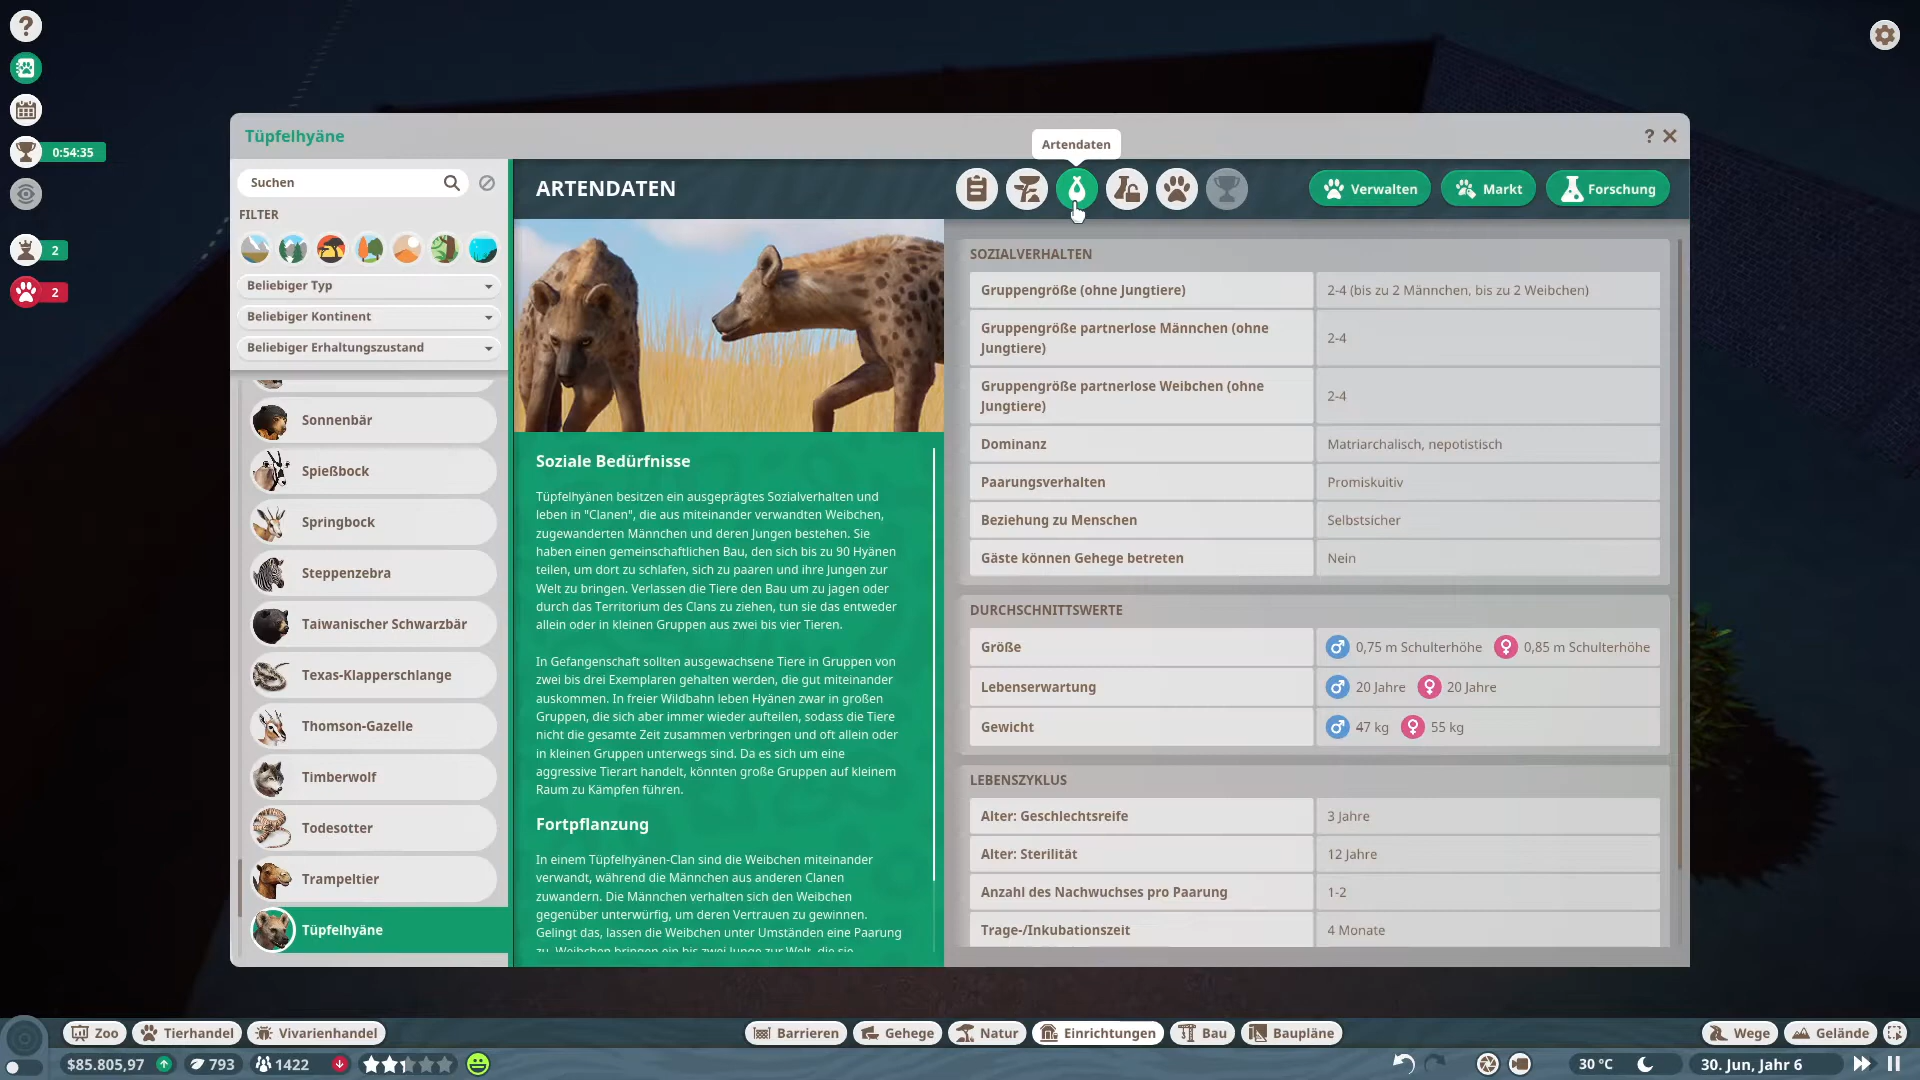 0:54:35
2
2
Tüpfelhyäne
?
Artendaten
Suchen
FILTER
Beliebiger Typ
Beliebiger Kontinent
Beliebiger Erhaltungszustand
Sonnenbär
Spießbock
Springbock
Steppenzebra
Taiwanischer Schwarzbär
Texas-Klapperschlange
Thomson-Gazelle
Timberwolf
Todesotter
Trampeltier
Tüpfelhyäne
ARTENDATEN
Verwalten
Markt
Forschung
Soziale Bedürfnisse
Tüpfelhyänen besitzen ein ausgeprägtes Sozialverhalten und
leben in "Clanen", die aus miteinander verwandten Weibchen,
zugewanderten Männchen und deren Jungen bestehen. Sie
haben einen gemeinschaftlichen Bau, den sich bis zu 90 Hyänen
teilen, um dort zu schlafen, sich zu paaren und ihre Jungen zur
Welt zu bringen. Verlassen die Tiere den Bau um zu jagen oder
durch das Territorium des Clans zu ziehen, tun sie das entweder
allein oder in kleinen Gruppen aus zwei bis vier Tieren.
In Gefangenschaft sollten ausgewachsene Tiere in Gruppen von
zwei bis drei Exemplaren gehalten werden, die gut miteinander
auskommen. In freier Wildbahn leben Hyänen zwar in großen
Gruppen, die sich aber immer wieder aufteilen, sodass die Tiere
nicht die gesamte Zeit zusammen verbringen und oft allein oder
in kleinen Gruppen unterwegs sind. Da es sich um eine
aggressive Tierart handelt, könnten große Gruppen auf kleinem
Raum zu Kämpfen führen.
Fortpflanzung
In einem Tüpfelhyänen-Clan sind die Weibchen miteinander
verwandt, während die Männchen aus anderen Clanen
zuwandern. Die Männchen verhalten sich den Weibchen
gegenüber unterwürfig, um deren Vertrauen zu gewinnen.
Gelingt das, lassen die Weibchen unter Umständen eine Paarung
zu. Weibchen bringen ein bis zwei Junge zur Welt, die sie
SOZIALVERHALTEN
Gruppengröße (ohne Jungtiere) 2-4 (bis zu 2 Männchen, bis zu 2 Weibchen)
Gruppengröße partnerlose Männchen (ohne
Jungtiere) 2-4
Gruppengröße partnerlose Weibchen (ohne
Jungtiere) 2-4
Dominanz Matriarchalisch, nepotistisch
Paarungsverhalten Promiskuitiv
Beziehung zu Menschen Selbstsicher
Gäste können Gehege betreten Nein
DURCHSCHNITTSWERTE
Größe 0,75 m Schulterhöhe 0,85 m Schulterhöhe
Lebenserwartung 20 Jahre 20 Jahre
Gewicht 47 kg 55 kg
LEBENSZYKLUS
Alter: Geschlechtsreife 3 Jahre
Alter: Sterilität 12 Jahre
Anzahl des Nachwuchses pro Paarung 1-2
Trage-/Inkubationszeit 4 Monate
Zoo Tierhandel Vivarienhandel Barrieren Gehege Natur Einrichtungen Bau Baupläne Wege Gelände
$85.805,97 793 1422 30 °C 30. Jun, Jahr 6